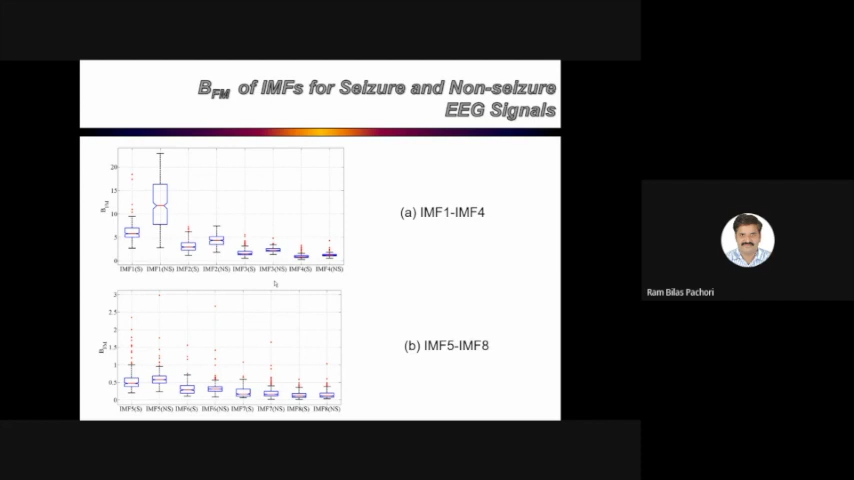 B_FM of IMFs for Seizure and Non-seizure
EEG Signals
20
15
10
5
0
B_FM
IMF1(S) IMF1(NS) IMF2(S) IMF2(NS) IMF3(S) IMF3(NS) IMF4(S) IMF4(NS)
(a) IMF1-IMF4
3
2.5
2
1.5
1
0.5
0
B_FM
IMF5(S) IMF5(NS) IMF6(S) IMF6(NS) IMF7(S) IMF7(NS) IMF8(S) IMF8(NS)
(b) IMF5-IMF8
Ram Bilas Pachori